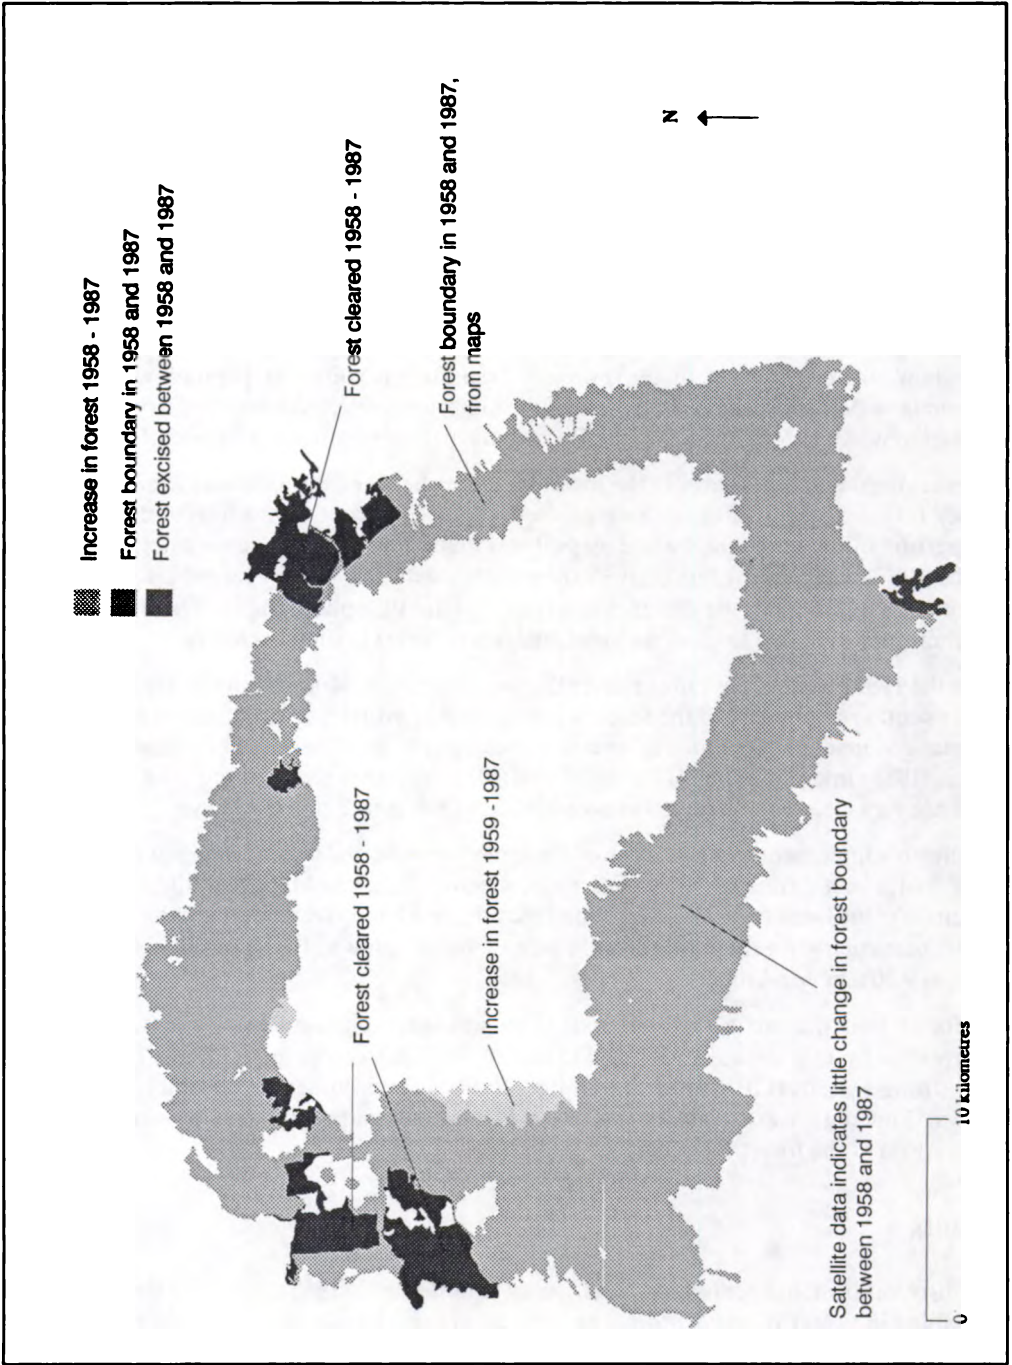 Increase in forest 1958 - 1987
Forest boundary in 1958 and 1987
Forest excised between 1958 and 1987
Forest cleared 1958 - 1987
Forest boundary in 1958 and 1987,
from maps
N
Forest cleared 1958 - 1987
Increase in forest 1959 -1987
Satellite data indicates little change in forest boundary
between 1958 and 1987
0
10 kilometres